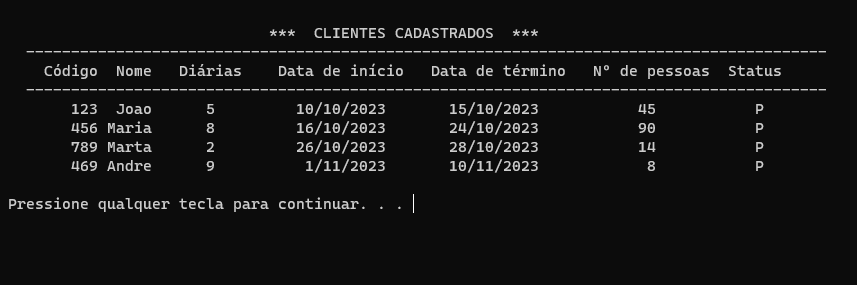 *** CLIENTES CADASTRADOS ***
-----------------------------------------------------------------------------------------
Código Nome Diárias Data de início Data de término Nº de pessoas Status
-----------------------------------------------------------------------------------------
123 Joao 5 10/10/2023 15/10/2023 45 P
456 Maria 8 16/10/2023 24/10/2023 90 P
789 Marta 2 26/10/2023 28/10/2023 14 P
469 Andre 9 1/11/2023 10/11/2023 8 P
Pressione qualquer tecla para continuar. . .